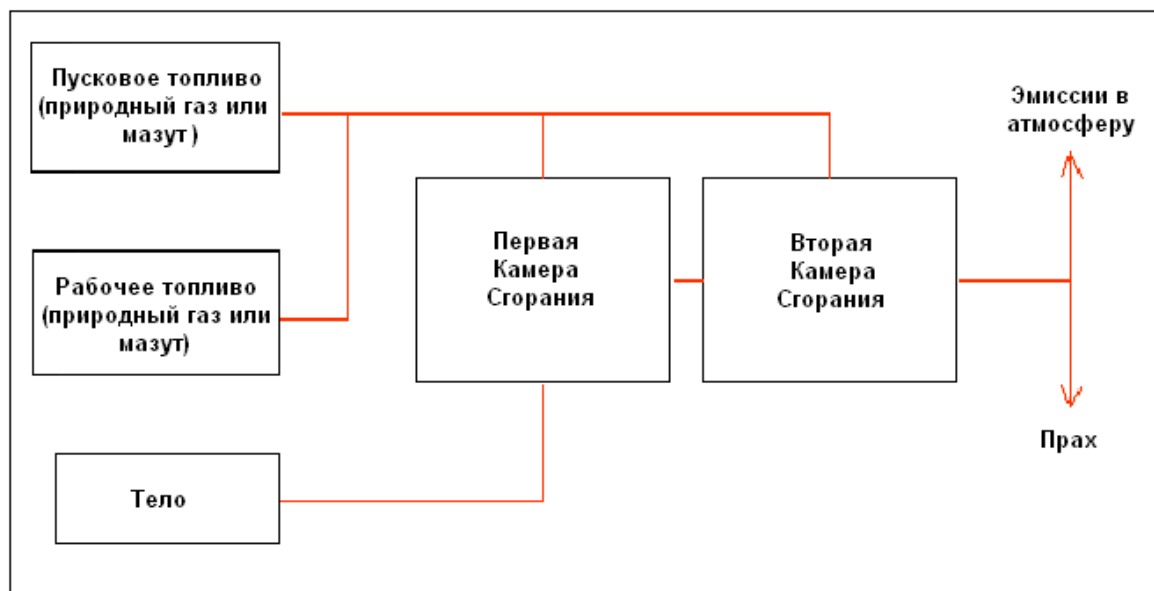 Пусковое топливо
(природный газ или
мазут )
Эмиссии в
атмосферу
Первая
Камера
Сгорания
Вторая
Камера
Сгорания
Рабочее топливо
(природный газ или
мазут)
Прах
Тело